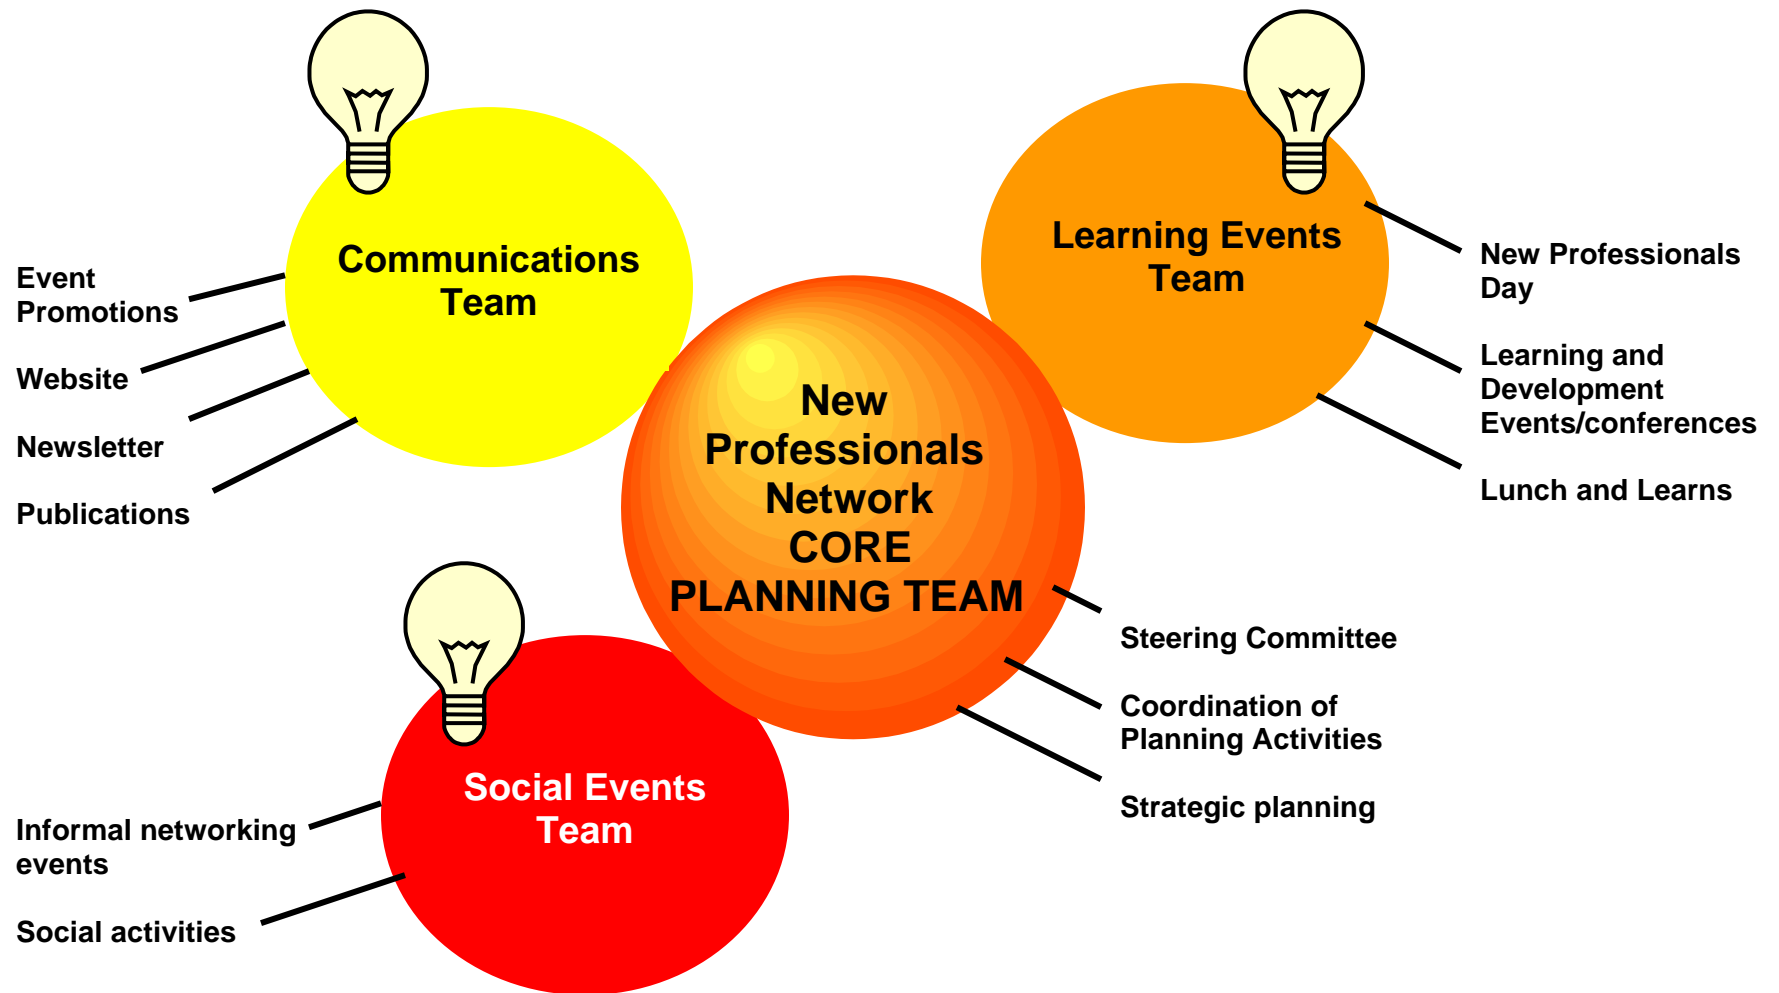 Communications
Team
Event
Promotions
Website
Newsletter
Publications
Learning Events
Team
New Professionals
Day
Learning and
Development
Events/conferences
Lunch and Learns
New
Professionals
Network
CORE
PLANNING TEAM
Steering Committee
Coordination of
Planning Activities
Strategic planning
Social Events
Team
Informal networking
events
Social activities